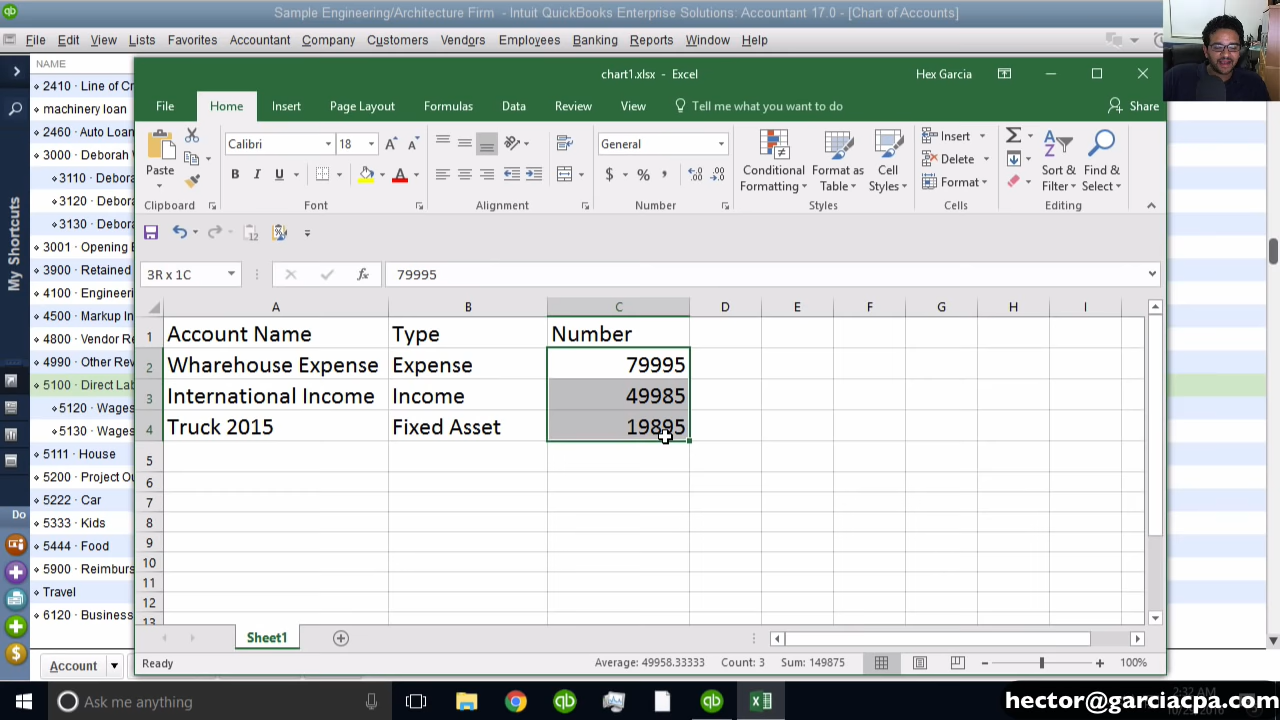 Sample Engineering/Architecture Firm - Intuit QuickBooks Enterprise Solutions: Accountant 17.0 - [Chart of Accounts]
File Edit View Lists Favorites Accountant Company Customers Vendors Employees Banking Reports Window Help
NAME
2410 · Line of Cr
machinery loan
2460 · Auto Loan
3000 · Deborah
3110 · Debora
3120 · Debora
3130 · Debora
3001 · Opening
3900 · Retained
4100 · Engineeri
4500 · Markup In
4800 · Vendor Re
4990 · Other Rev
5100 · Direct Lab
5120 · Wages
5130 · Wages
5111 · House
5200 · Project Ou
5222 · Car
5333 · Kids
5444 · Food
5900 · Reimburs
Travel
6120 · Business
My Shortcuts
Do
Account
chart1.xlsx - Excel
Hex Garcia
File Home Insert Page Layout Formulas Data Review View Tell me what you want to do Share
Paste
Calibri 18
General
Conditional Formatting
Format as Table
Cell Styles
Insert
Delete
Format
Sort & Filter
Find & Select
Clipboard Font Alignment Number Styles Cells Editing
3R x 1C fx 79995
A B C D E F G H I
1 Account Name Type Number
2 Wharehouse Expense Expense 79995
3 International Income Income 49985
4 Truck 2015 Fixed Asset 19895
5
6
7
8
9
10
11
12
13
Sheet1
Ready Average: 49958.33333 Count: 3 Sum: 149875 100%
Ask me anything
2:32 AM
hector@garciacpa.com